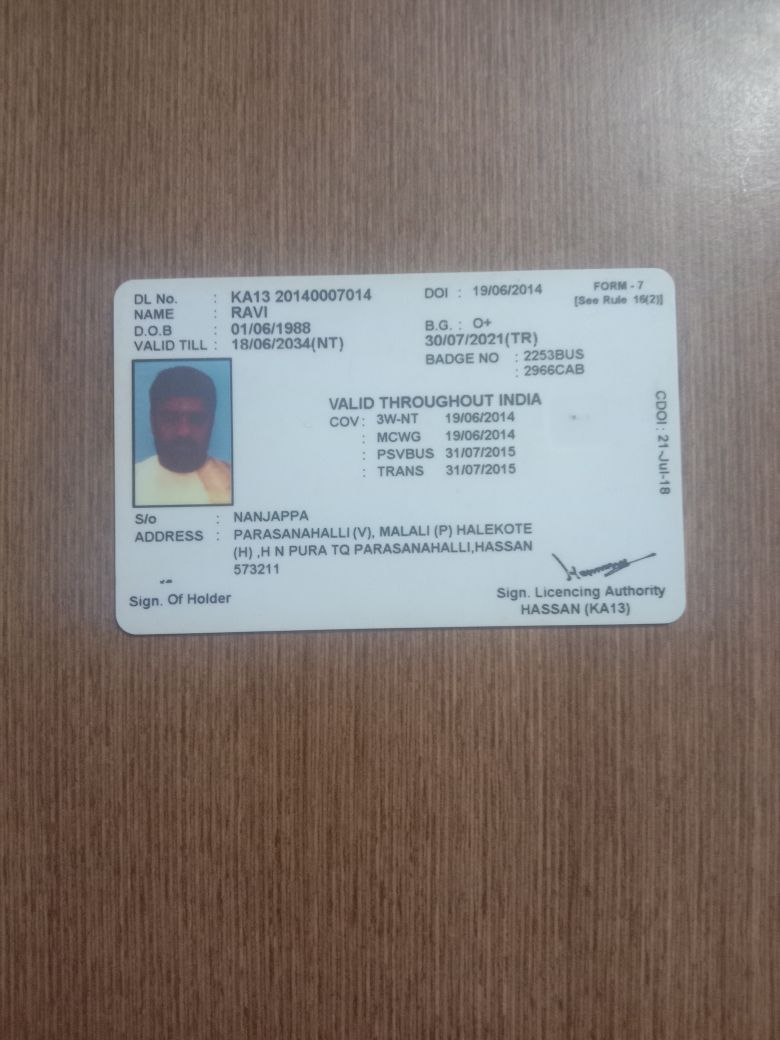 DL No. : KA13 20140007014 DOI : 19/06/2014 FORM - 7
NAME : RAVI [See Rule 16(2)]
D.O.B : 01/06/1988 B.G. : O+
VALID TILL : 18/06/2034(NT) 30/07/2021(TR)
BADGE NO : 2253BUS
: 2966CAB
VALID THROUGHOUT INDIA
COV : 3W-NT 19/06/2014
: MCWG 19/06/2014
: PSVBUS 31/07/2015
: TRANS 31/07/2015
CDOI : 21-Jul-18
S/o : NANJAPPA
ADDRESS : PARASANAHALLI (V), MALALI (P) HALEKOTE
(H) ,H N PURA TQ PARASANAHALLI,HASSAN
573211
Sign. Of Holder
Sign. Licencing Authority
HASSAN (KA13)